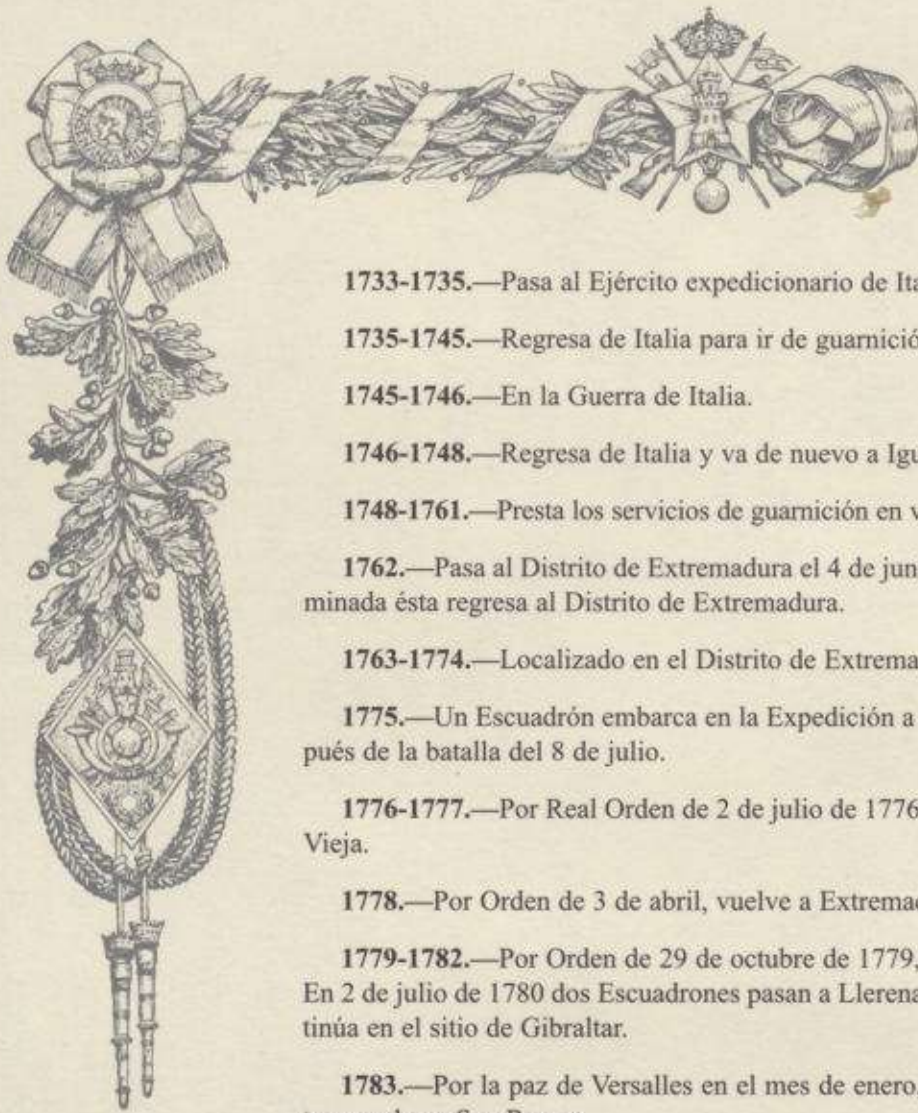 1733-1735.—Pasa al Ejército expedicionario de
1735-1745.—Regresa de Italia para ir de
1745-1746.—En la Guerra de Italia.
1746-1748.—Regresa de Italia y va de nuevo a
1748-1761.—Presta los servicios de guarnición en
1762.—Pasa al Distrito de Extremadura el 4 de
minada ésta regresa al Distrito de Extremadura.
1763-1774.—Localizado en el Distrito de
1775.—Un Escuadrón embarca en la Expedición a
pués de la batalla del 8 de julio.
1776-1777.—Por Real Orden de 2 de julio de 1776
Vieja.
1778.—Por Orden de 3 de abril, vuelve a
1779-1782.—Por Orden de 29 de octubre de 1779,
En 2 de julio de 1780 dos Escuadrones pasan a Llerena
tinúa en el sitio de Gibraltar.
1783.—Por la paz de Versalles en el mes de enero